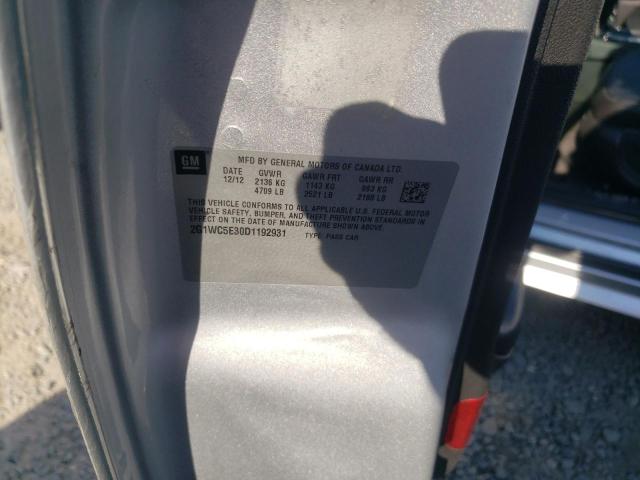 GM
MFD BY GENERAL MOTORS OF CANADA LTD.
DATE GVWR GAWR FRT GAWR RR
12/12 2136 KG 1143 KG 993 KG
4709 LB 2521 LB 2188 LB
THIS VEHICLE CONFORMS TO ALL APPLICABLE U.S. FEDERAL MOTOR
VEHICLE SAFETY, BUMPER, AND THEFT PREVENTION STANDARDS IN
EFFECT ON THE DATE OF MANUFACTURE SHOWN ABOVE.
2G1WC5E30D1192931 TYPE: PASS CAR